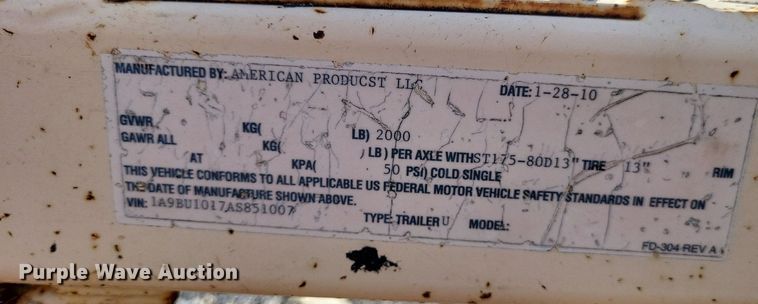 MANUFACTURED BY: AMERICAN PRODUCST LLC
DATE: 1-28-10
GVWR KG( LB) 2000
GAWR ALL KG( ) LB) PER AXLE WITH ST175-80D13" TIRE 13" RIM
AT KPA( 50 PSI) COLD SINGLE
THIS VEHICLE CONFORMS TO ALL APPLICABLE US FEDERAL MOTOR VEHICLE SAFETY STANDARDS IN EFFECT ON
THE DATE OF MANUFACTURE SHOWN ABOVE.
VIN: 1A9BU1017AS851007 TYPE: TRAILER U MODEL:
FD-304 REV A
Purple Wave Auction